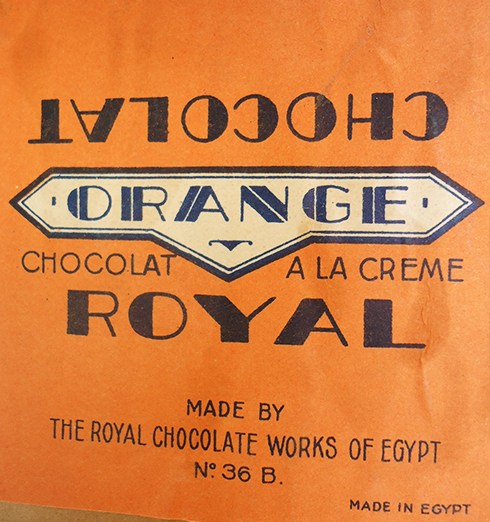 CHOCOLAT
· ORANGE ·
CHOCOLAT A LA CREME
ROYAL
MADE BY
THE ROYAL CHOCOLATE WORKS OF EGYPT
No. 36 B.
MADE IN EGYPT